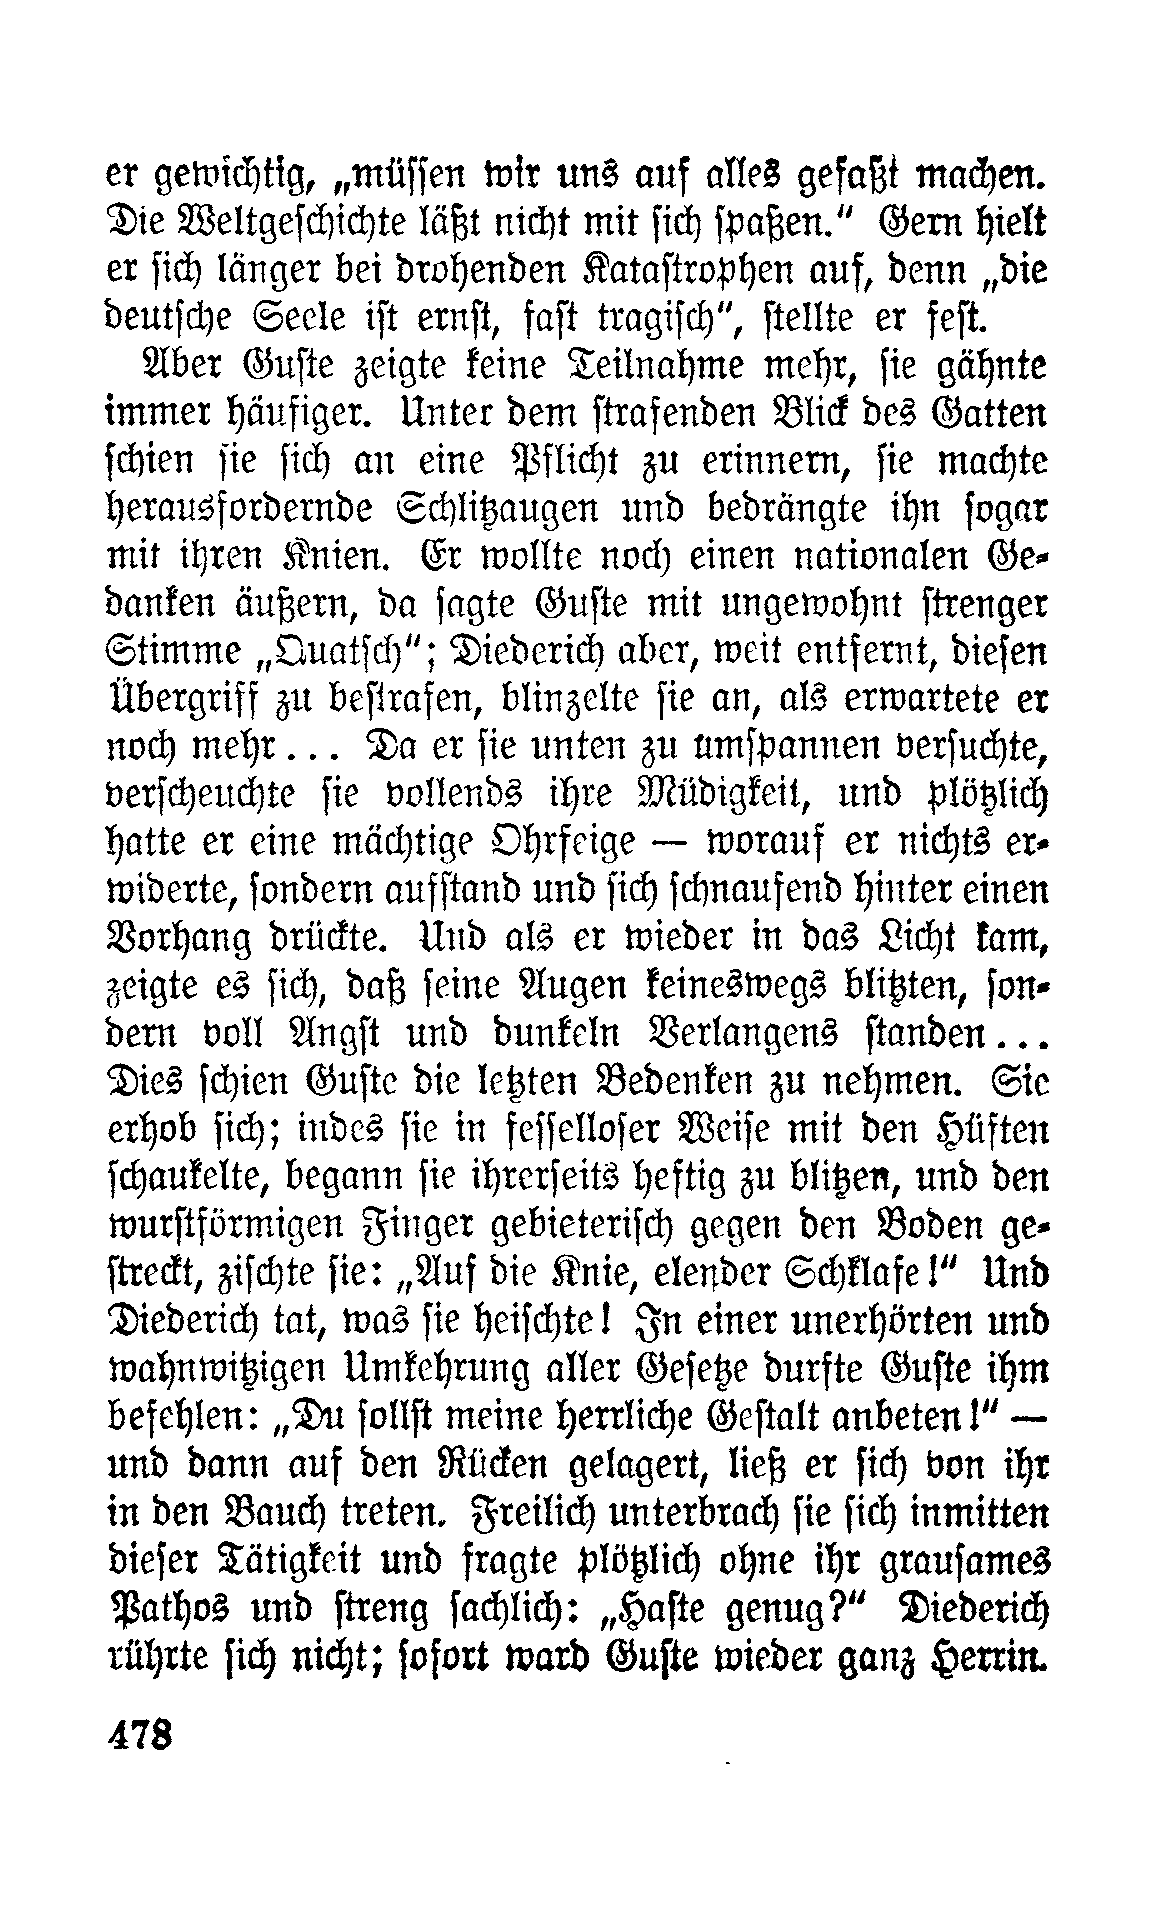 er gewichtig, „müssen wir uns auf alles gefaßt machen.
Die Weltgeschichte läßt nicht mit sich spaßen.“ Gern hielt
er sich länger bei drohenden Katastrophen auf, denn „die
deutsche Seele ist ernst, fast tragisch“, stellte er fest.
Aber Guste zeigte keine Teilnahme mehr, sie gähnte
immer häufiger. Unter dem strafenden Blick des Gatten
schien sie sich an eine Pflicht zu erinnern, sie machte
herausfordernde Schlitzaugen und bedrängte ihn sogar
mit ihren Knien. Er wollte noch einen nationalen Ge-
danken äußern, da sagte Guste mit ungewohnt strenger
Stimme „Quatsch“; Diederich aber, weit entfernt, diesen
Übergriff zu bestrafen, blinzelte sie an, als erwartete er
noch mehr... Da er sie unten zu umspannen versuchte,
verscheuchte sie vollends ihre Müdigkeit, und plötzlich
hatte er eine mächtige Ohrfeige — worauf er nichts er-
widerte, sondern aufstand und sich schnaufend hinter einen
Vorhang drückte. Und als er wieder in das Licht kam,
zeigte es sich, daß seine Augen keineswegs blitzten, son-
dern voll Angst und dunkeln Verlangens standen...
Dies schien Guste die letzten Bedenken zu nehmen. Sie
erhob sich; indes sie in fesselloser Weise mit den Hüften
schaukelte, begann sie ihrerseits heftig zu blitzen, und den
wurstförmigen Finger gebieterisch gegen den Boden ge-
streckt, zischte sie: „Auf die Knie, elender Schklafe!“ Und
Diederich tat, was sie heischte! In einer unerhörten und
wahnwitzigen Umkehrung aller Gesetze durfte Guste ihm
befehlen: „Du sollst meine herrliche Gestalt anbeten!“ —
und dann auf den Rücken gelagert, ließ er sich von ihr
in den Bauch treten. Freilich unterbrach sie sich inmitten
dieser Tätigkeit und fragte plötzlich ohne ihr grausames
Pathos und streng sachlich: „Haste genug?“ Diederich
rührte sich nicht; sofort ward Guste wieder ganz Herrin.
478